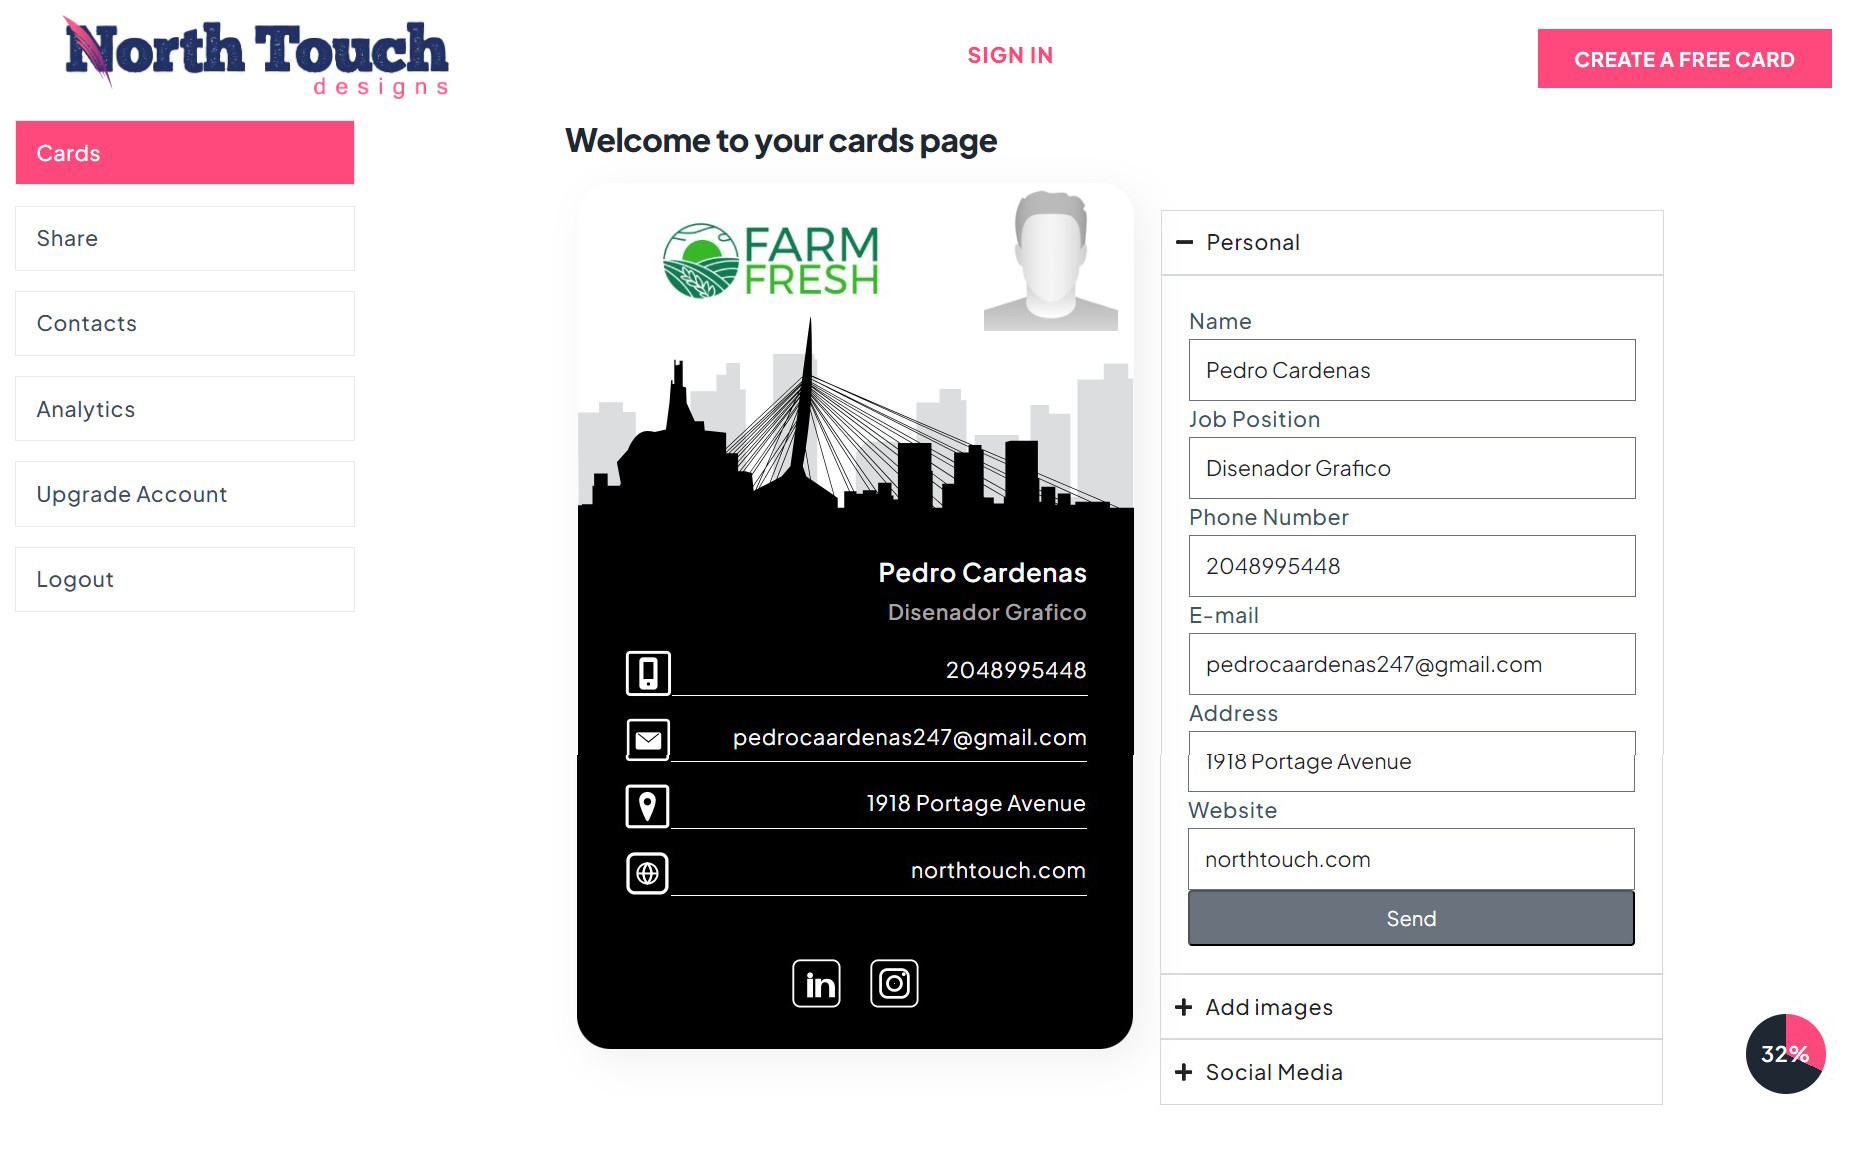 North Touch
designs
SIGN IN
CREATE A FREE CARD
Cards
Share
Contacts
Analytics
Upgrade Account
Logout
Welcome to your cards page
FARM
FRESH
Pedro Cardenas
Disenador Grafico
2048995448
pedrocaardenas247@gmail.com
1918 Portage Avenue
northtouch.com
in
Personal
Name
Pedro Cardenas
Job Position
Disenador Grafico
Phone Number
2048995448
E-mail
pedrocaardenas247@gmail.com
Address
1918 Portage Avenue
Website
northtouch.com
Send
Add images
Social Media
32%